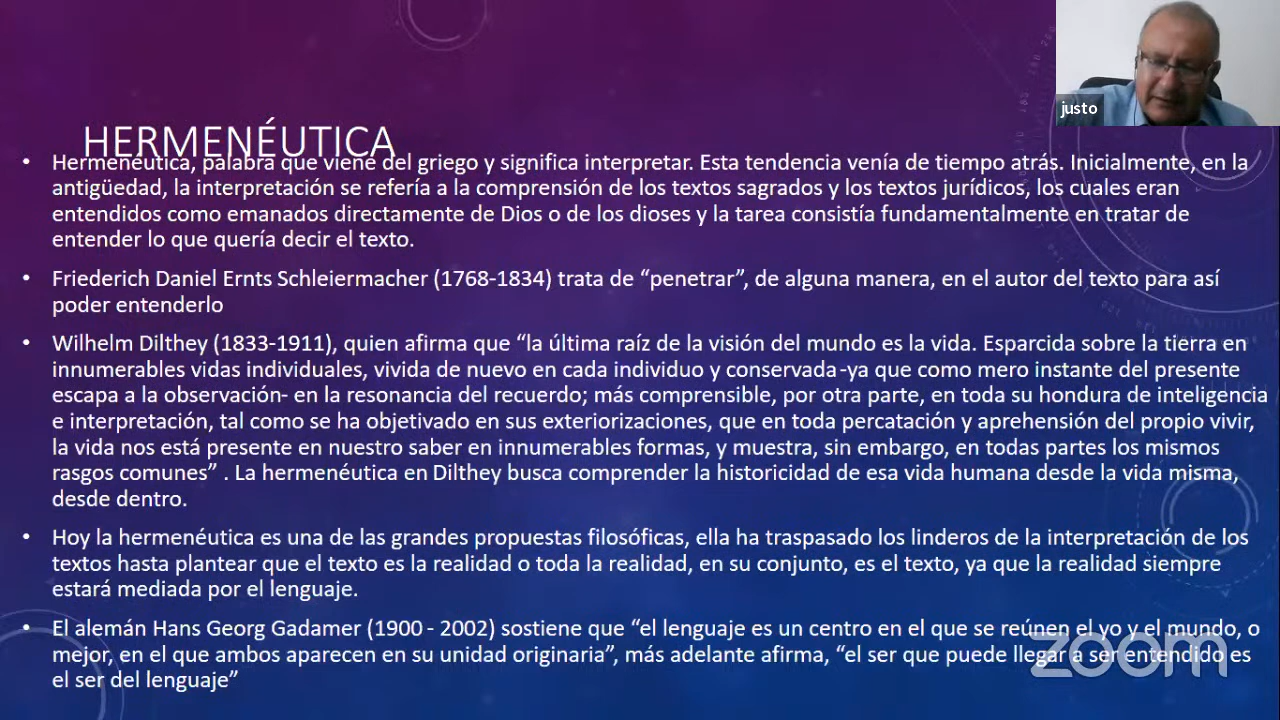 justo
HERMENÉUTICA
• Hermenéutica, palabra que viene del griego y significa interpretar. Esta tendencia venía de tiempo atrás. Inicialmente, en la
antigüedad, la interpretación se refería a la comprensión de los textos sagrados y los textos jurídicos, los cuales eran
entendidos como emanados directamente de Dios o de los dioses y la tarea consistía fundamentalmente en tratar de
entender lo que quería decir el texto.
• Friederich Daniel Ernts Schleiermacher (1768-1834) trata de “penetrar”, de alguna manera, en el autor del texto para así
poder entenderlo
• Wilhelm Dilthey (1833-1911), quien afirma que “la última raíz de la visión del mundo es la vida. Esparcida sobre la tierra en
innumerables vidas individuales, vivida de nuevo en cada individuo y conservada-ya que como mero instante del presente
escapa a la observación- en la resonancia del recuerdo; más comprensible, por otra parte, en toda su hondura de inteligencia
e interpretación, tal como se ha objetivado en sus exteriorizaciones, que en toda percatación y aprehensión del propio vivir,
la vida nos está presente en nuestro saber en innumerables formas, y muestra, sin embargo, en todas partes los mismos
rasgos comunes” . La hermenéutica en Dilthey busca comprender la historicidad de esa vida humana desde la vida misma,
desde dentro.
• Hoy la hermenéutica es una de las grandes propuestas filosóficas, ella ha traspasado los linderos de la interpretación de los
textos hasta plantear que el texto es la realidad o toda la realidad, en su conjunto, es el texto, ya que la realidad siempre
estará mediada por el lenguaje.
• El alemán Hans Georg Gadamer (1900 - 2002) sostiene que “el lenguaje es un centro en el que se reúnen el yo y el mundo, o
mejor, en el que ambos aparecen en su unidad originaria”, más adelante afirma, “el ser que puede llegar a ser entendido es
el ser del lenguaje”
zoom